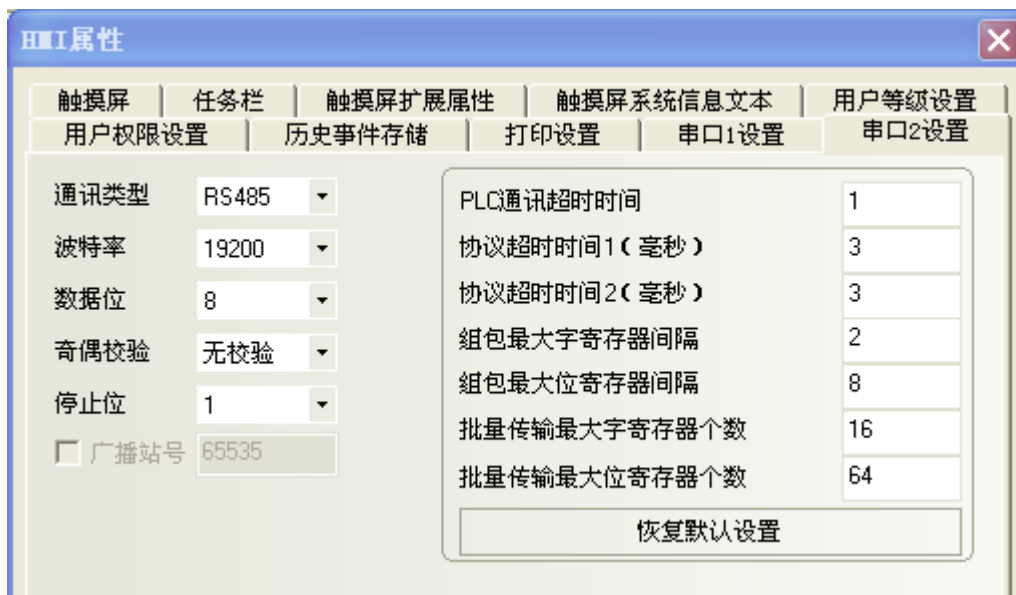 HMI属性
触摸屏 任务栏 触摸屏扩展属性 触摸屏系统信息文本 用户等级设置
用户权限设置 历史事件存储 打印设置 串口1设置 串口2设置
通讯类型 RS485
波特率 19200
数据位 8
奇偶校验 无校验
停止位 1
广播站号 65535
PLC通讯超时时间 1
协议超时时间1(毫秒) 3
协议超时时间2(毫秒) 3
组包最大字寄存器间隔 2
组包最大位寄存器间隔 8
批量传输最大字寄存器个数 16
批量传输最大位寄存器个数 64
恢复默认设置